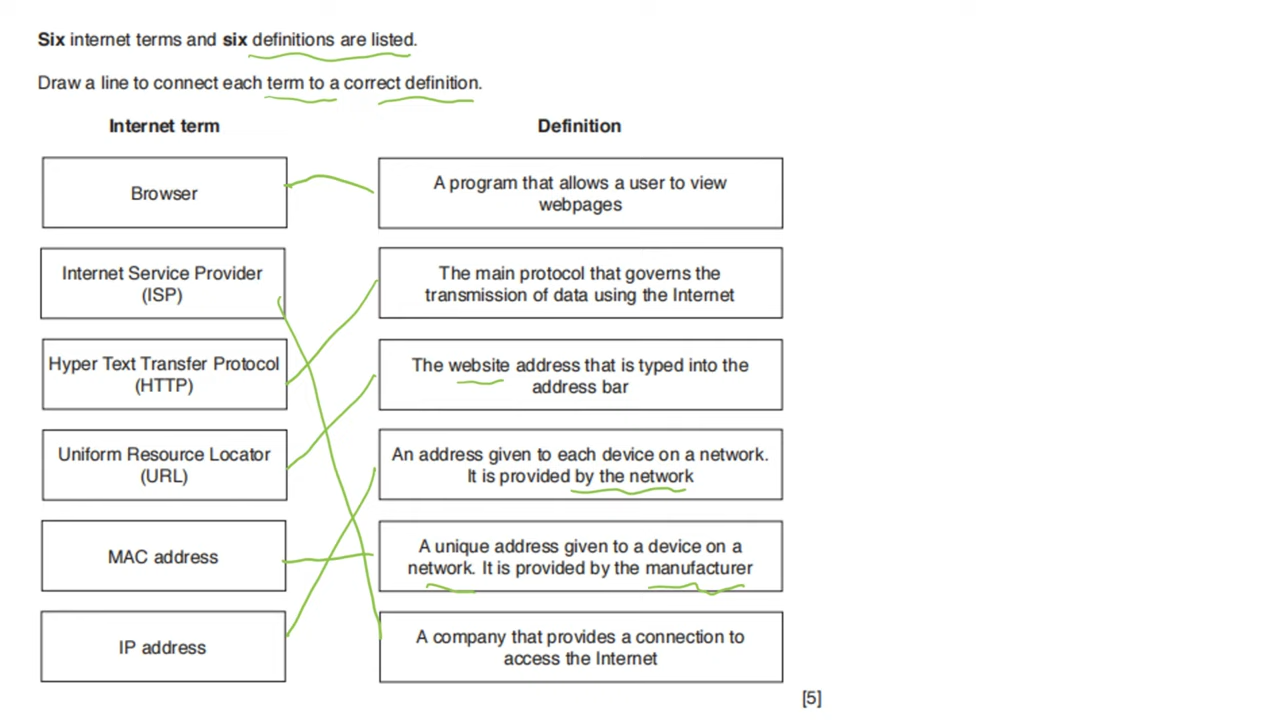 Six internet terms and six definitions are listed.
Draw a line to connect each term to a correct definition.
Internet term
Definition
Browser
A program that allows a user to view
webpages
Internet Service Provider
(ISP)
The main protocol that governs the
transmission of data using the Internet
Hyper Text Transfer Protocol
(HTTP)
The website address that is typed into the
address bar
Uniform Resource Locator
(URL)
An address given to each device on a network.
It is provided by the network
MAC address
A unique address given to a device on a
network. It is provided by the manufacturer
IP address
A company that provides a connection to
access the Internet
[5]